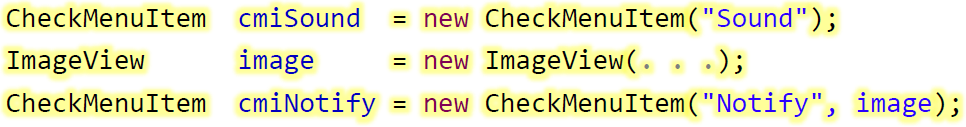 CheckMenuItem  cmiSound  = new CheckMenuItem("Sound");
ImageView      image     = new ImageView(. . .);
CheckMenuItem  cmiNotify = new CheckMenuItem("Notify", image);